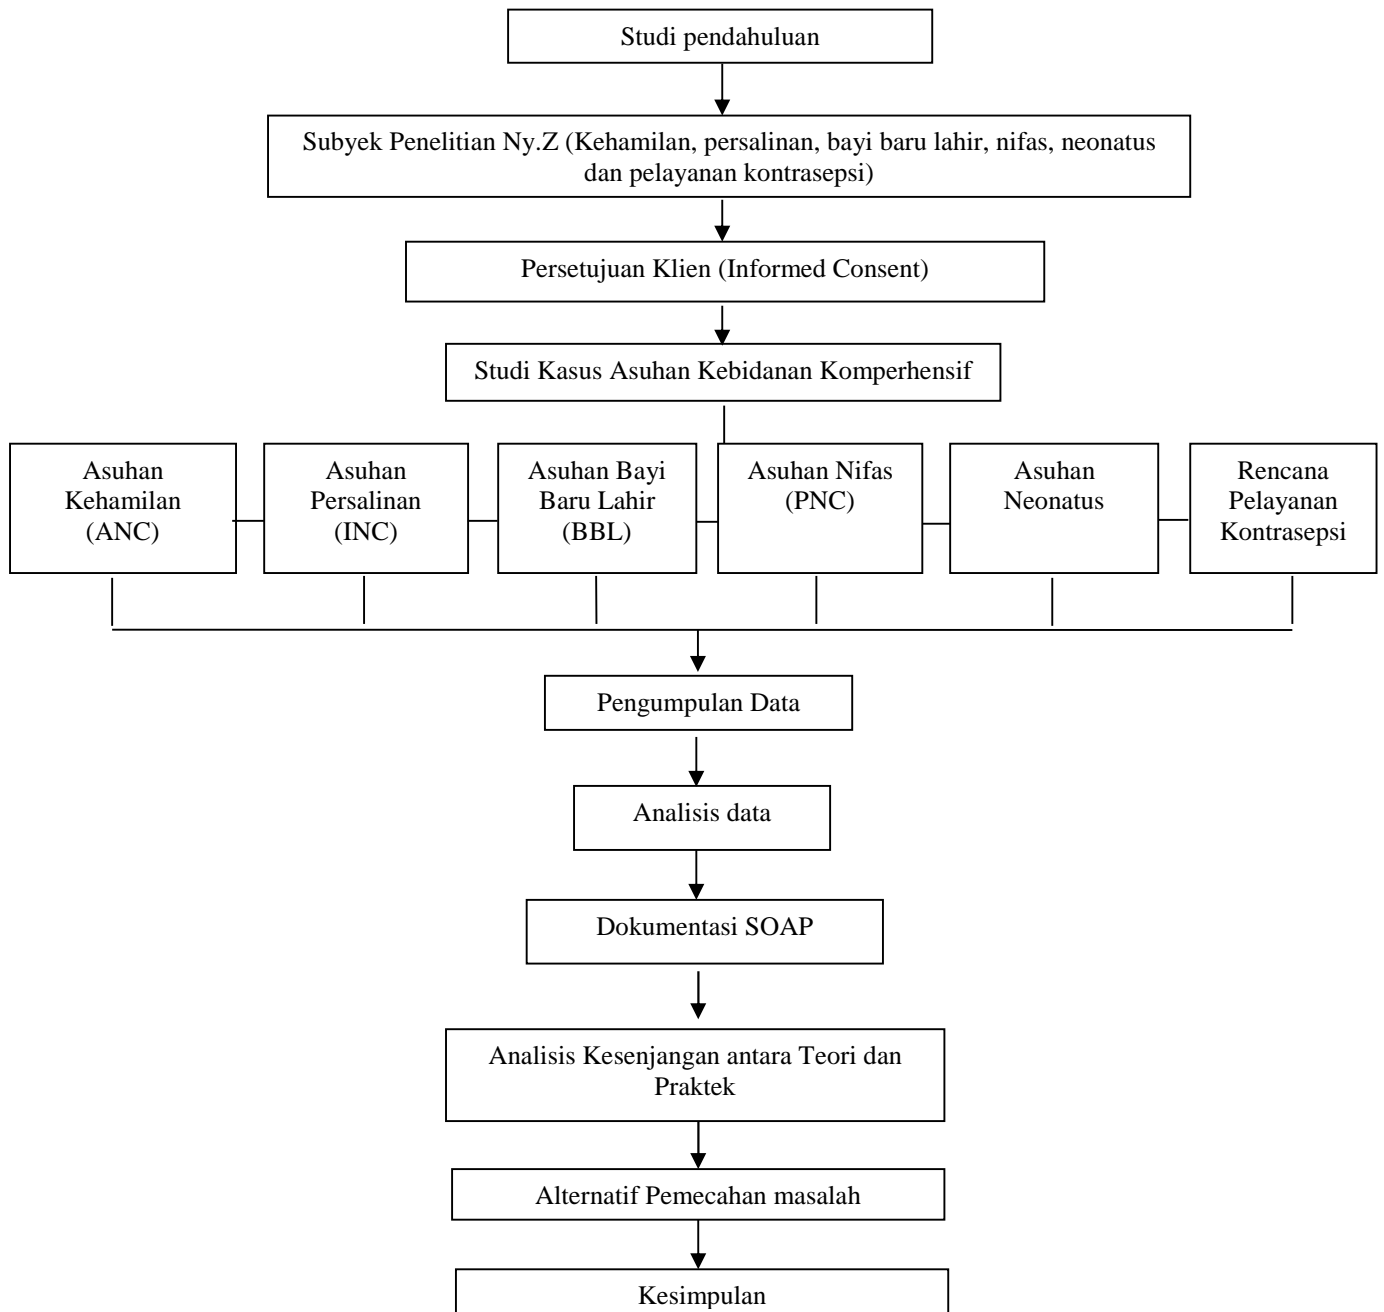 Studi pendahuluan
Subyek Penelitian Ny.Z (Kehamilan, persalinan, bayi baru lahir, nifas, neonatus
dan pelayanan kontrasepsi)
Persetujuan Klien (Informed Consent)
Studi Kasus Asuhan Kebidanan Komperhensif
Asuhan
Kehamilan
(ANC)
Asuhan
Persalinan
(INC)
Asuhan Bayi
Baru Lahir
(BBL)
Asuhan Nifas
(PNC)
Asuhan
Neonatus
Rencana
Pelayanan
Kontrasepsi
Pengumpulan Data
Analisis data
Dokumentasi SOAP
Analisis Kesenjangan antara Teori dan
Praktek
Alternatif Pemecahan masalah
Kesimpulan